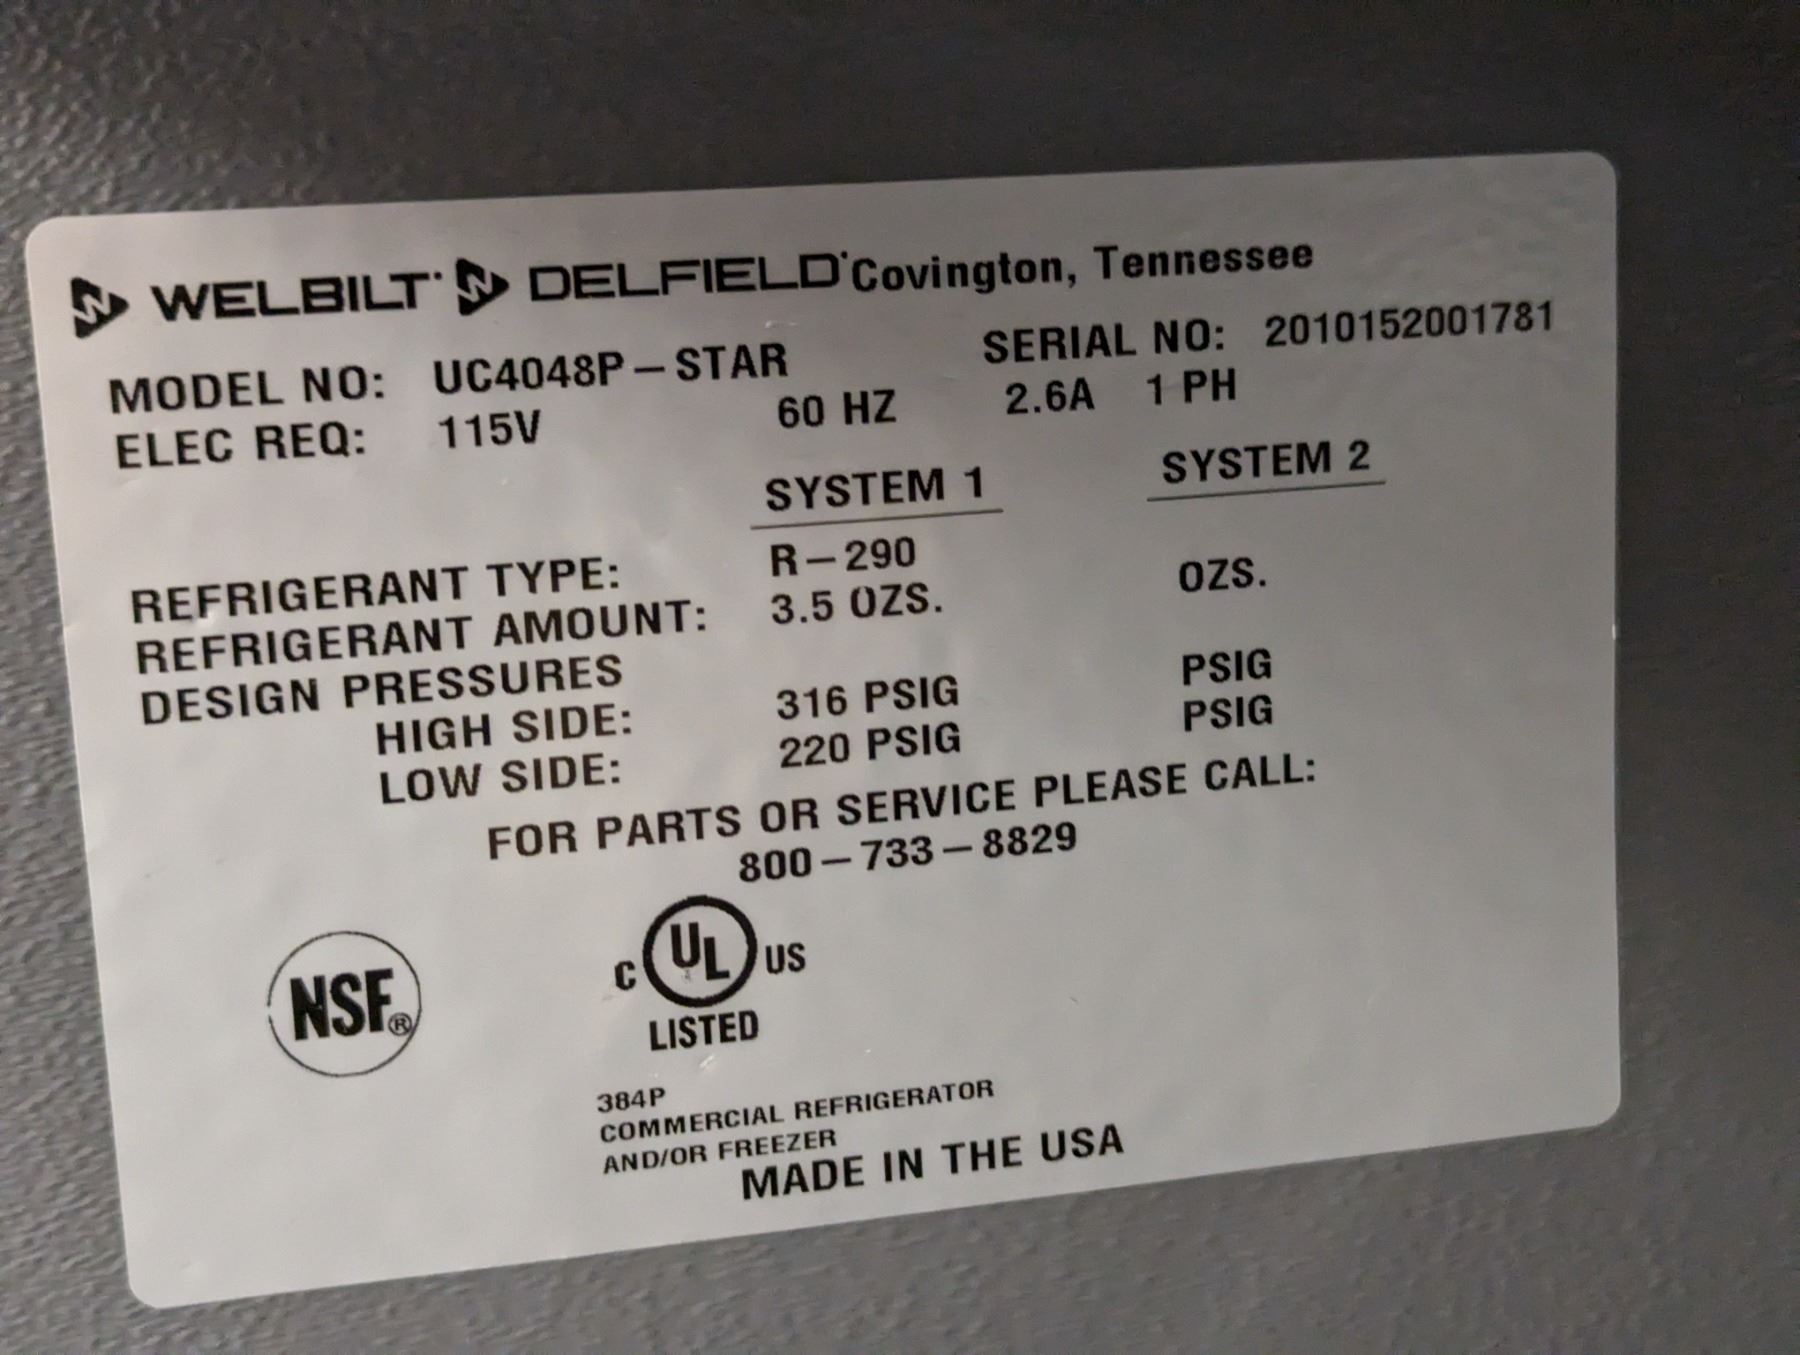 WELBILT DELFIELD Covington, Tennessee
MODEL NO: UC4048P-STAR SERIAL NO: 2010152001781
ELEC REQ: 115V 60 HZ 2.6A 1 PH
SYSTEM 1 SYSTEM 2
REFRIGERANT TYPE: R-290
REFRIGERANT AMOUNT: 3.5 OZS. OZS.
DESIGN PRESSURES
HIGH SIDE: 316 PSIG PSIG
LOW SIDE: 220 PSIG PSIG
FOR PARTS OR SERVICE PLEASE CALL:
800-733-8829
NSF®
C UL US
LISTED
384P
COMMERCIAL REFRIGERATOR
AND/OR FREEZER
MADE IN THE USA